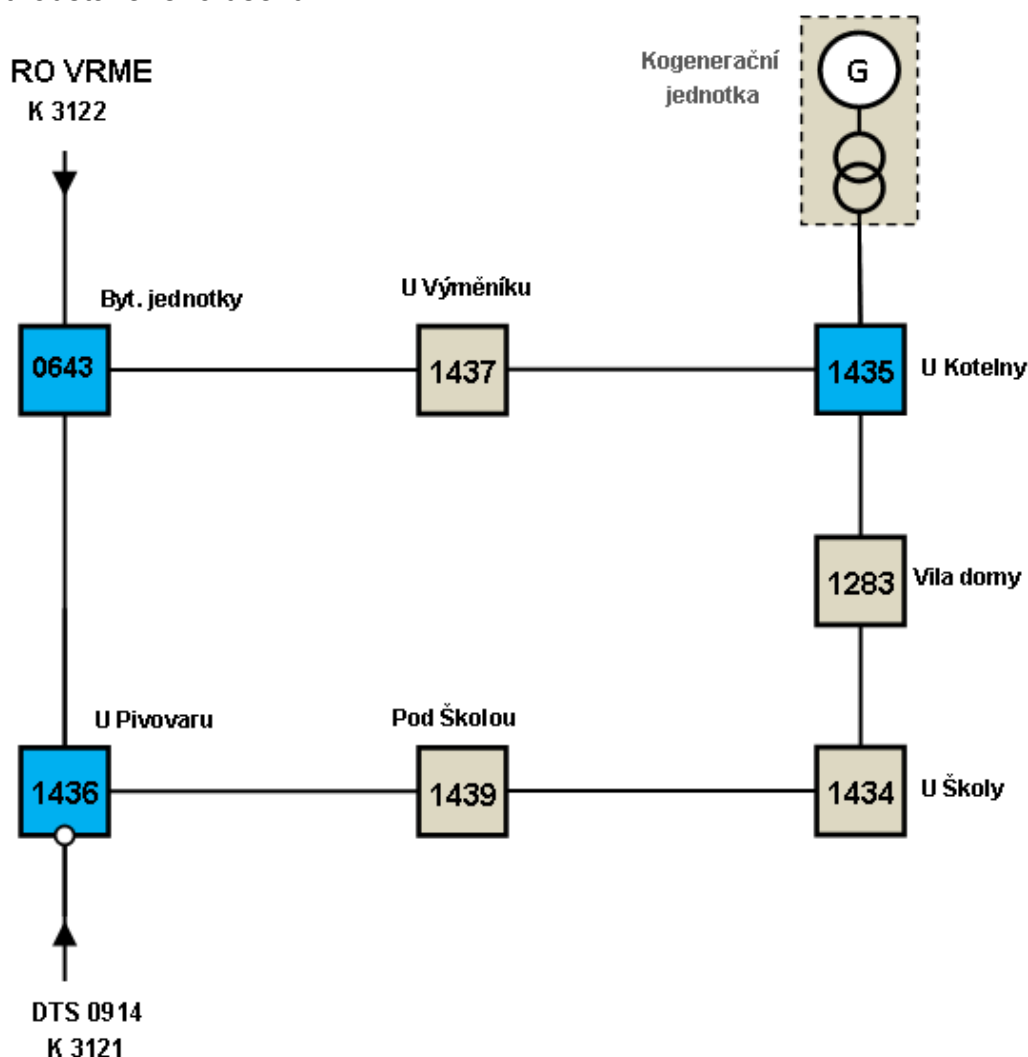 RO VRME
K 3122
Kogenerační
jednotka
G
Byt. jednotky
U Výměníku
0643
1437
1435
U Kotelny
1283
Vila domy
U Pivovaru
Pod Školou
1436
1439
1434
U Školy
DTS 0914
K 3121